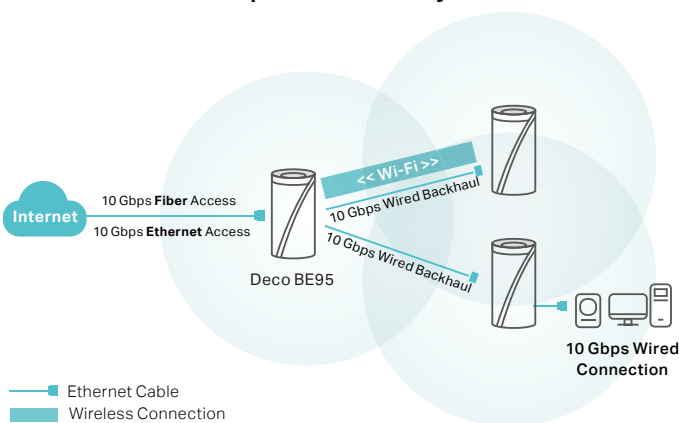 << Wi-Fi >>
10 Gbps Wired Backhaul
10 Gbps Fiber Access
Internet
10 Gbps Ethernet Access
10 Gbps Wired Backhaul
Deco BE95
10 Gbps Wired
Connection
Ethernet Cable
Wireless Connection